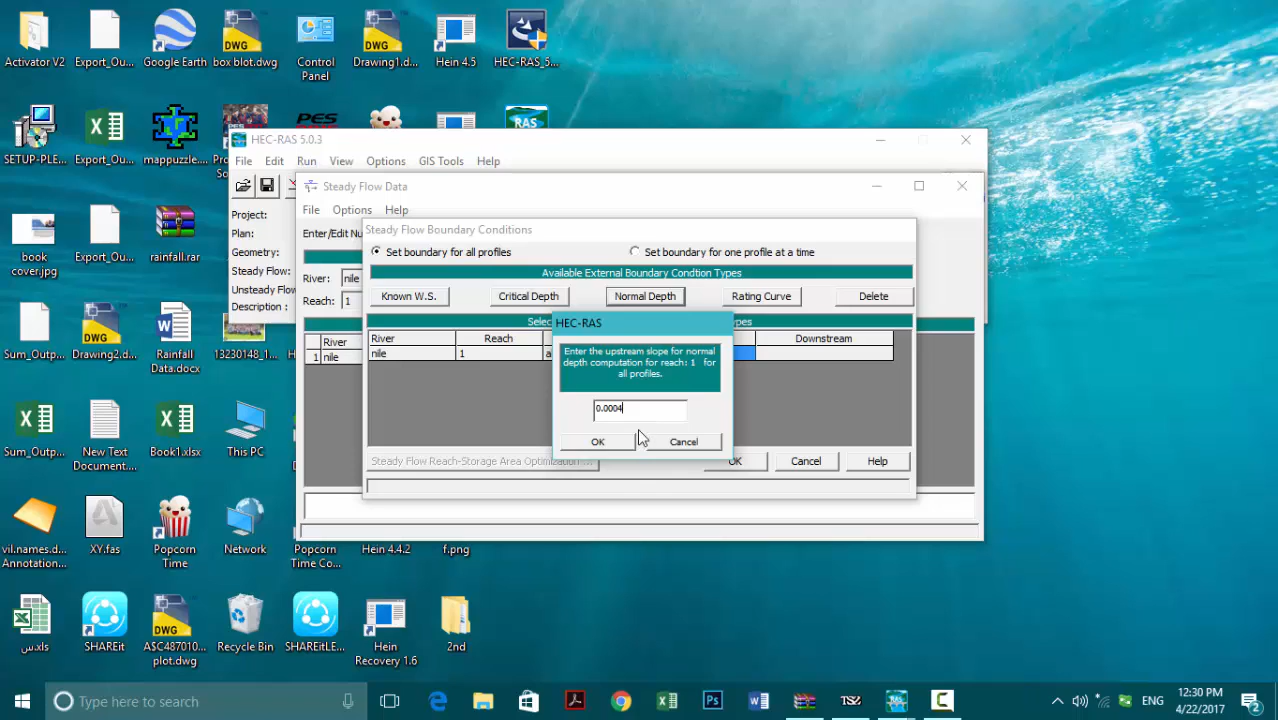 Activator V2
Export_Ou...
Google Earth
box blot.dwg
Control
Panel
Drawing1.d...
Hein 4.5
HEC-RAS_5...
SETUP-PLE...
Export_Ou...
mappuzzle....
PES
PES
RAS
HEC-RAS 5.0.3
File Edit Run View Options GIS Tools Help
Project:
Plan:
Geometry:
Steady Flow:
Unsteady Flow
Description :
Steady Flow Data
File Options Help
Enter/Edit Nu
River: nile
Reach: 1
River
1 nile
Steady Flow Boundary Conditions
Set boundary for all profiles
Set boundary for one profile at a time
Available External Boundary Condtion Types
Known W.S.
Critical Depth
Normal Depth
Rating Curve
Delete
River Reach Downstream
nile 1
HEC-RAS
Enter the upstream slope for normal
depth computation for reach: 1 for
all profiles.
0.0004
OK Cancel
Steady Flow Reach-Storage Area Optimization ...
OK Cancel Help
book
cover.jpg
Export_Ou...
rainfall.rar
Sum_Outp...
Drawing2.d...
Rainfall
Data.docx
13230148_1...
Sum_Outp...
New Text
Document....
Book1.xlsx
This PC
vil.names.d...
Annotation...
XY.fas
Popcorn
Time
Network
Popcorn
Time Co...
Hein 4.4.2
f.png
س.xls
SHAREit
DWG
A$C487010...
plot.dwg
Recycle Bin
SHAREitLE...
Hein
Recovery 1.6
2nd
Type here to search
ENG
12:30 PM
4/22/2017
2